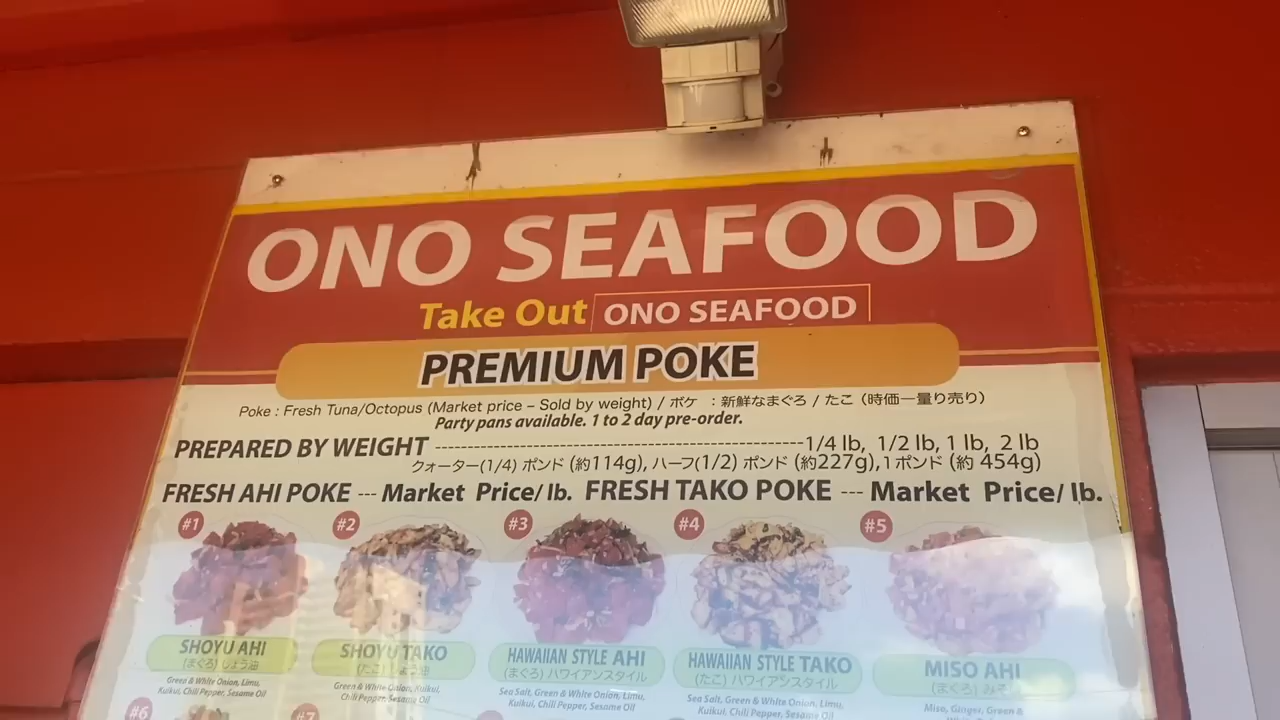 ONO SEAFOOD
Take Out ONO SEAFOOD
PREMIUM POKE
Poke : Fresh Tuna/Octopus (Market price – Sold by weight) / ポケ : 新鮮なまぐろ / たこ (時価一量り売り)
Party pans available. 1 to 2 day pre-order.
PREPARED BY WEIGHT ---1/4 lb, 1/2 lb, 1 lb, 2 lb
クォーター(1/4) ポンド (約114g), ハーフ(1/2) ポンド (約227g),1ポンド (約 454g)
FRESH AHI POKE --- Market Price/ lb. FRESH TAKO POKE --- Market Price/ lb.
#1 #2 #3 #4 #5
SHOYU AHI SHOYU TAKO HAWAIIAN STYLE AHI HAWAIIAN STYLE TAKO MISO AHI
(まぐろ) しょう油 (たこ) しょう油 (まぐろ) ハワイアンスタイル (たこ) ハワイアンスタイル (まぐろ) みそ
Green & White Onion, Limu, Green & White Onion, Kuikui, Sea Salt, Green & White Onion, Limu, Sea Salt, Green & White Onion, Limu, Miso, Ginger, Green &
Kuikui, Chili Pepper, Sesame Oil Chili Pepper, Sesame Oil Kuikui, Chili Pepper, Sesame Oil Kuikui, Chili Pepper, Sesame Oil
#6 #7